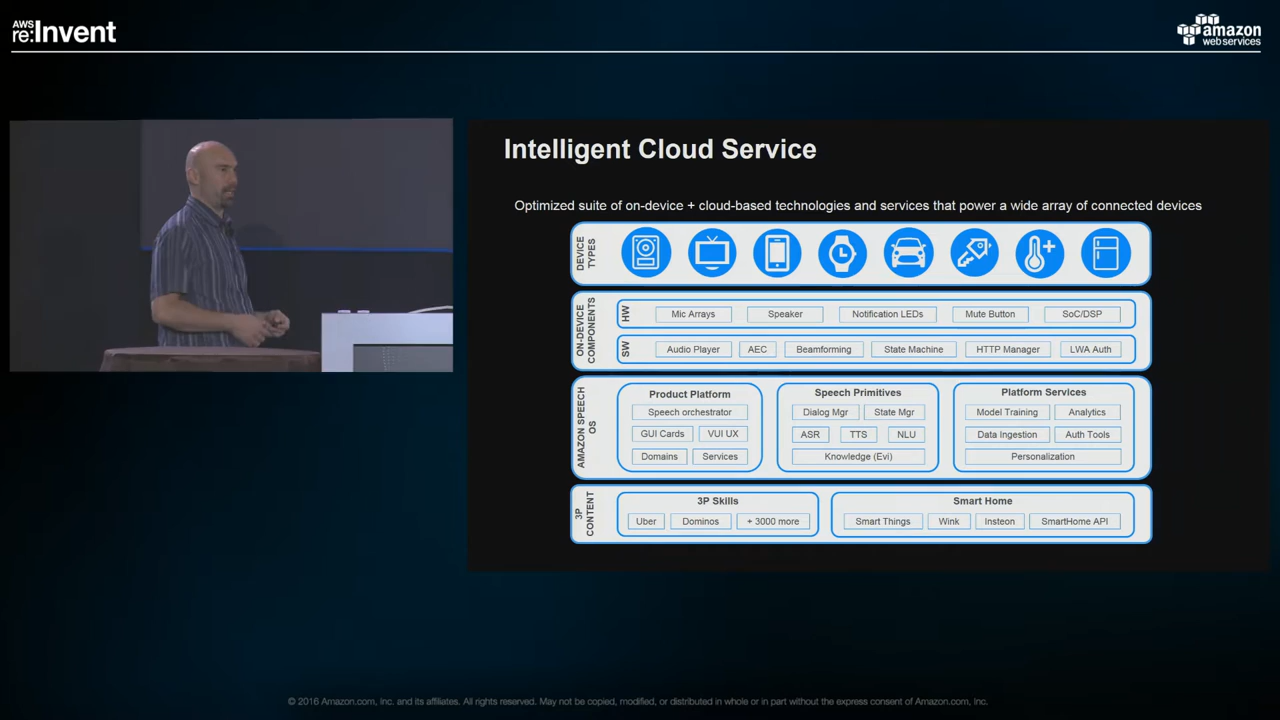 AWS
re:Invent
amazon
web services
Intelligent Cloud Service
Optimized suite of on-device + cloud-based technologies and services that power a wide array of connected devices
DEVICE
TYPES
ON-DEVICE
COMPONENTS
HW
Mic Arrays Speaker Notification LEDs Mute Button SoC/DSP
SW
Audio Player AEC Beamforming State Machine HTTP Manager LWA Auth
AMAZON SPEECH
OS
Product Platform
Speech orchestrator
GUI Cards VUI UX
Domains Services
Speech Primitives
Dialog Mgr State Mgr
ASR TTS NLU
Knowledge (Evi)
Platform Services
Model Training Analytics
Data Ingestion Auth Tools
Personalization
3P
CONTENT
3P Skills
Uber Dominos + 3000 more
Smart Home
Smart Things Wink Insteon SmartHome API
© 2016 Amazon.com, Inc. and its affiliates. All rights reserved. May not be copied, modified, or distributed in whole or in part without the express consent of Amazon.com, Inc.